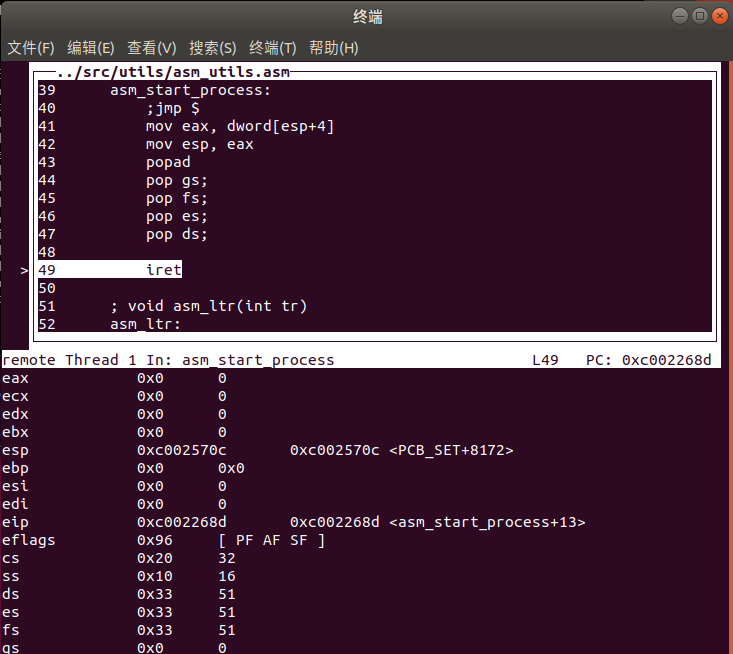 终端
文件(F) 编辑(E) 查看(V) 搜索(S) 终端(T) 帮助(H)
../src/utils/asm_utils.asm
39 asm_start_process:
40 ;jmp $
41 mov eax, dword[esp+4]
42 mov esp, eax
43 popad
44 pop gs;
45 pop fs;
46 pop es;
47 pop ds;
48
> 49 iret
50
51 ; void asm_ltr(int tr)
52 asm_ltr:
remote Thread 1 In: asm_start_process L49 PC: 0xc002268d
eax 0x0 0
ecx 0x0 0
edx 0x0 0
ebx 0x0 0
esp 0xc002570c 0xc002570c <PCB_SET+8172>
ebp 0x0 0x0
esi 0x0 0
edi 0x0 0
eip 0xc002268d 0xc002268d <asm_start_process+13>
eflags 0x96 [ PF AF SF ]
cs 0x20 32
ss 0x10 16
ds 0x33 51
es 0x33 51
fs 0x33 51
gs 0x0 0